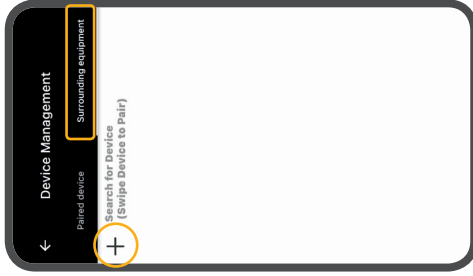 Device Management
Paired device
Surrounding equipment
Search for Device
(Swipe Device to Pair)